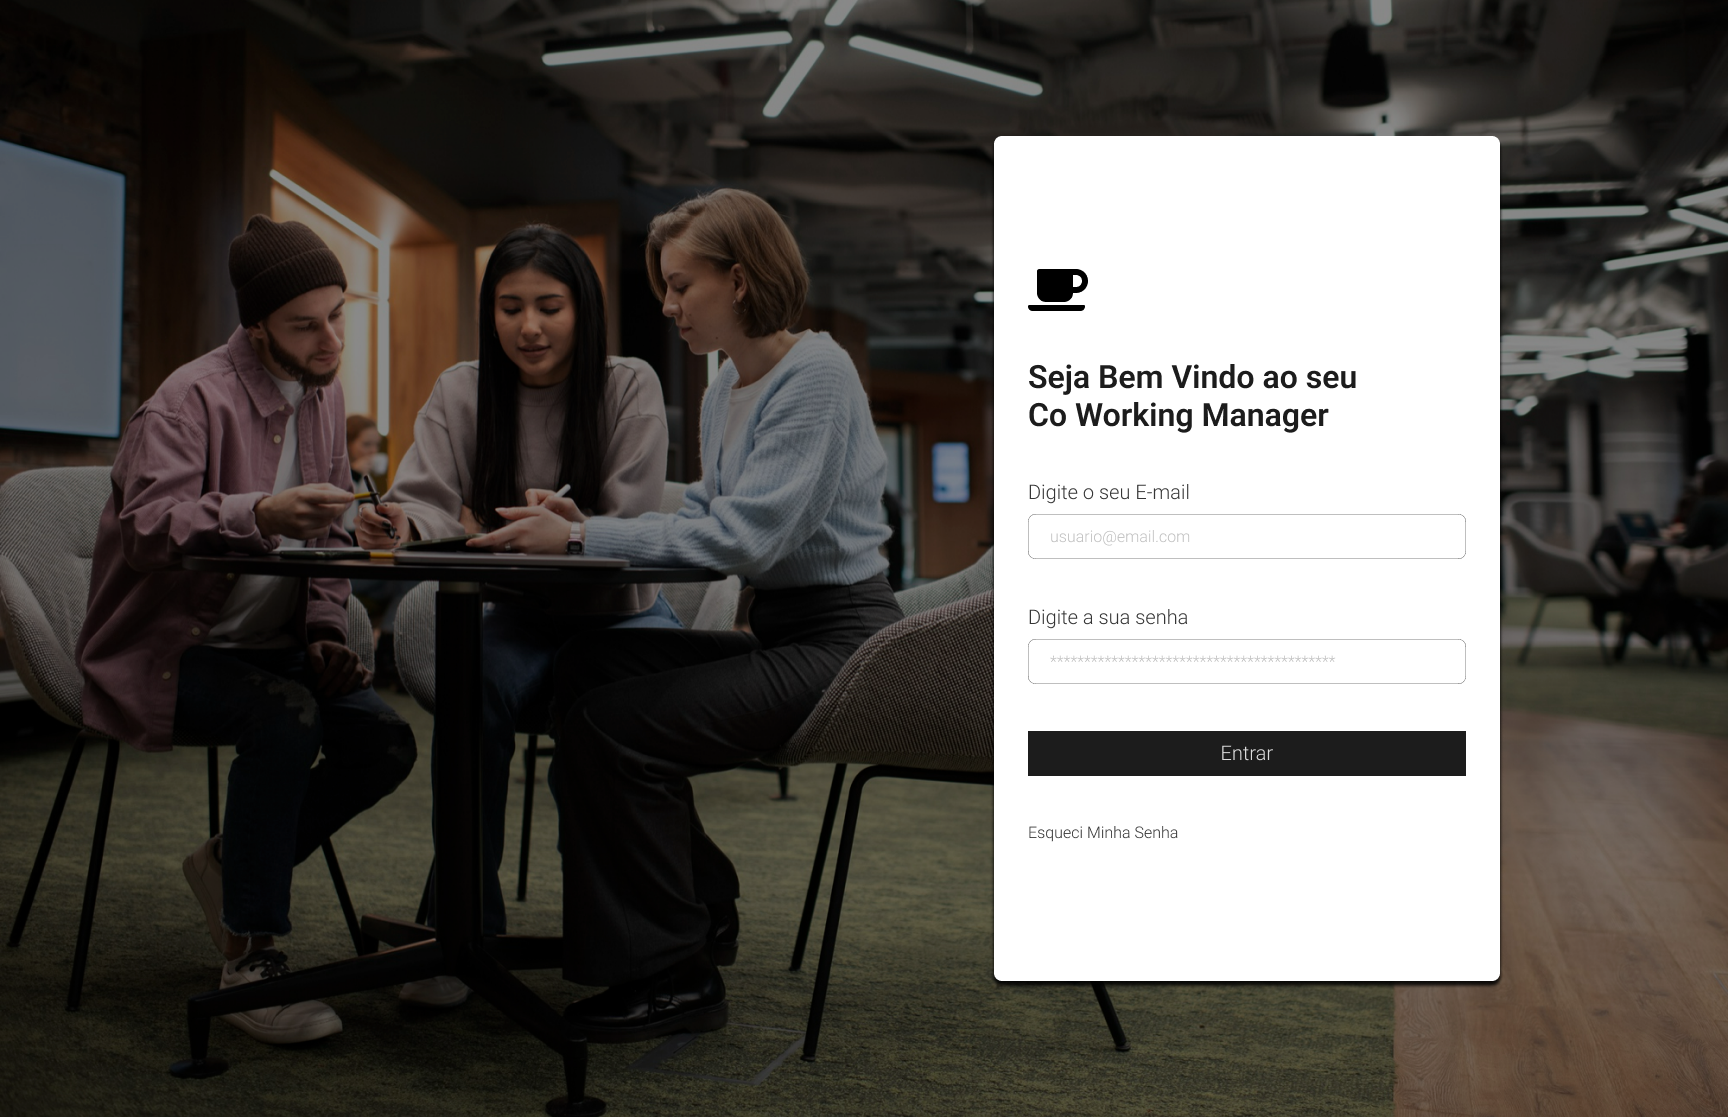 Seja Bem Vindo ao seu
Co Working Manager
Digite o seu E-mail
usuario@email.com
Digite a sua senha
******************************************
Entrar
Esqueci Minha Senha